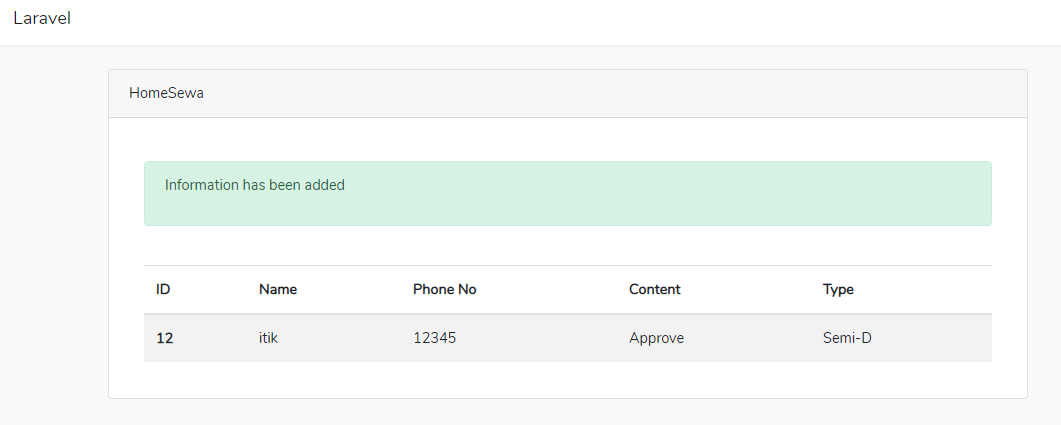 Laravel
HomeSewa
Information has been added
ID Name Phone No Content Type
12 itik 12345 Approve Semi-D